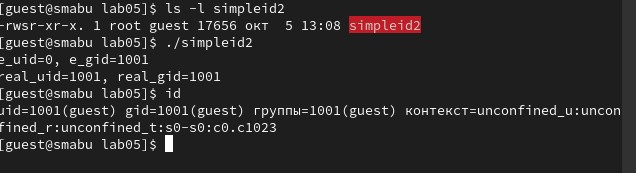 [guest@smabu lab05]$ ls -l simpleid2
-rwsr-xr-x. 1 root guest 17656 окт  5 13:08 simpleid2
[guest@smabu lab05]$ ./simpleid2
e_uid=0, e_gid=1001
real_uid=1001, real_gid=1001
[guest@smabu lab05]$ id
uid=1001(guest) gid=1001(guest) группы=1001(guest) контекст=unconfined_u:uncon
fined_r:unconfined_t:s0-s0:c0.c1023
[guest@smabu lab05]$